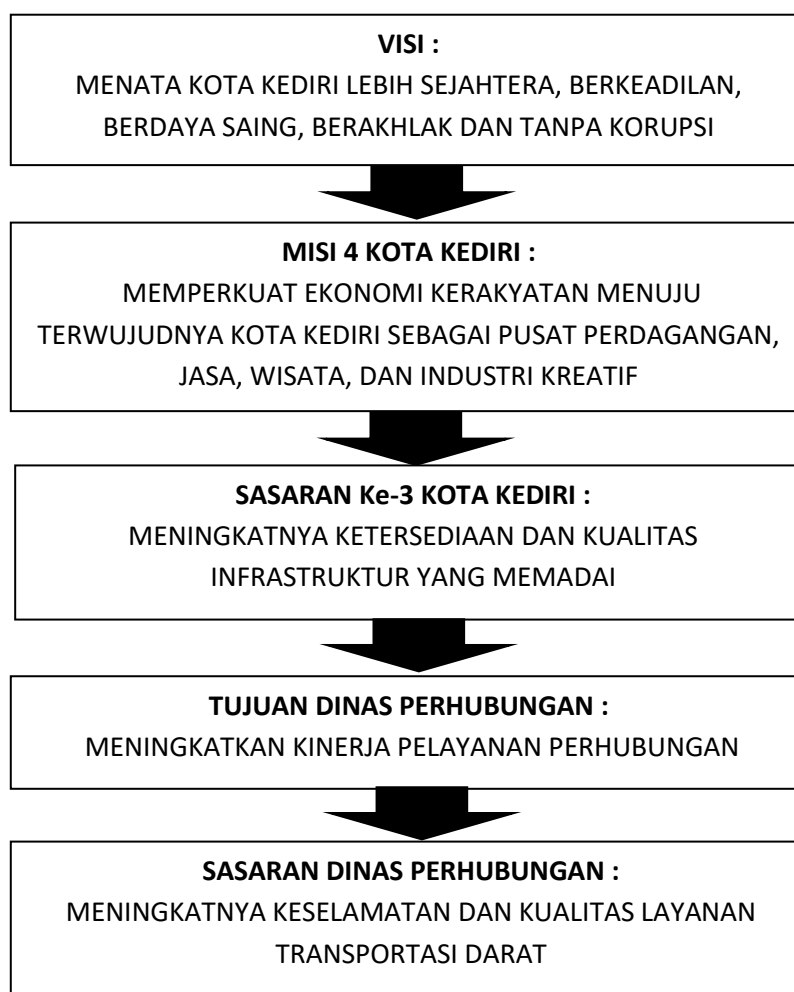 VISI :
MENATA KOTA KEDIRI LEBIH SEJAHTERA, BERKEADILAN,
BERDAYA SAING, BERAKHLAK DAN TANPA KORUPSI
MISI 4 KOTA KEDIRI :
MEMPERKUAT EKONOMI KERAKYATAN MENUJU
TERWUJUDNYA KOTA KEDIRI SEBAGAI PUSAT PERDAGANGAN,
JASA, WISATA, DAN INDUSTRI KREATIF
SASARAN Ke-3 KOTA KEDIRI :
MENINGKATNYA KETERSEDIAAN DAN KUALITAS
INFRASTRUKTUR YANG MEMADAI
TUJUAN DINAS PERHUBUNGAN :
MENINGKATKAN KINERJA PELAYANAN PERHUBUNGAN
SASARAN DINAS PERHUBUNGAN :
MENINGKATNYA KESELAMATAN DAN KUALITAS LAYANAN
TRANSPORTASI DARAT